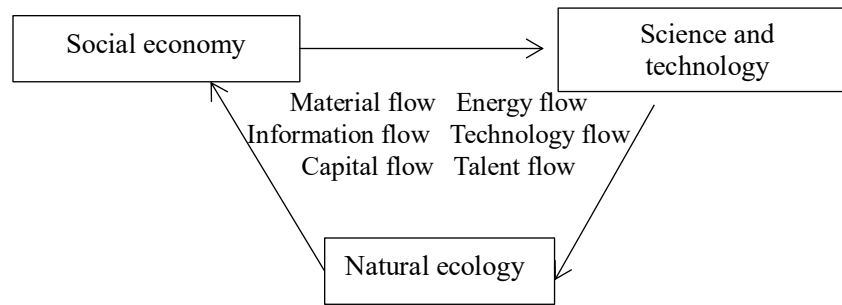 Social economy
Science and
technology
Material flow Energy flow
Information flow Technology flow
Capital flow Talent flow
Natural ecology